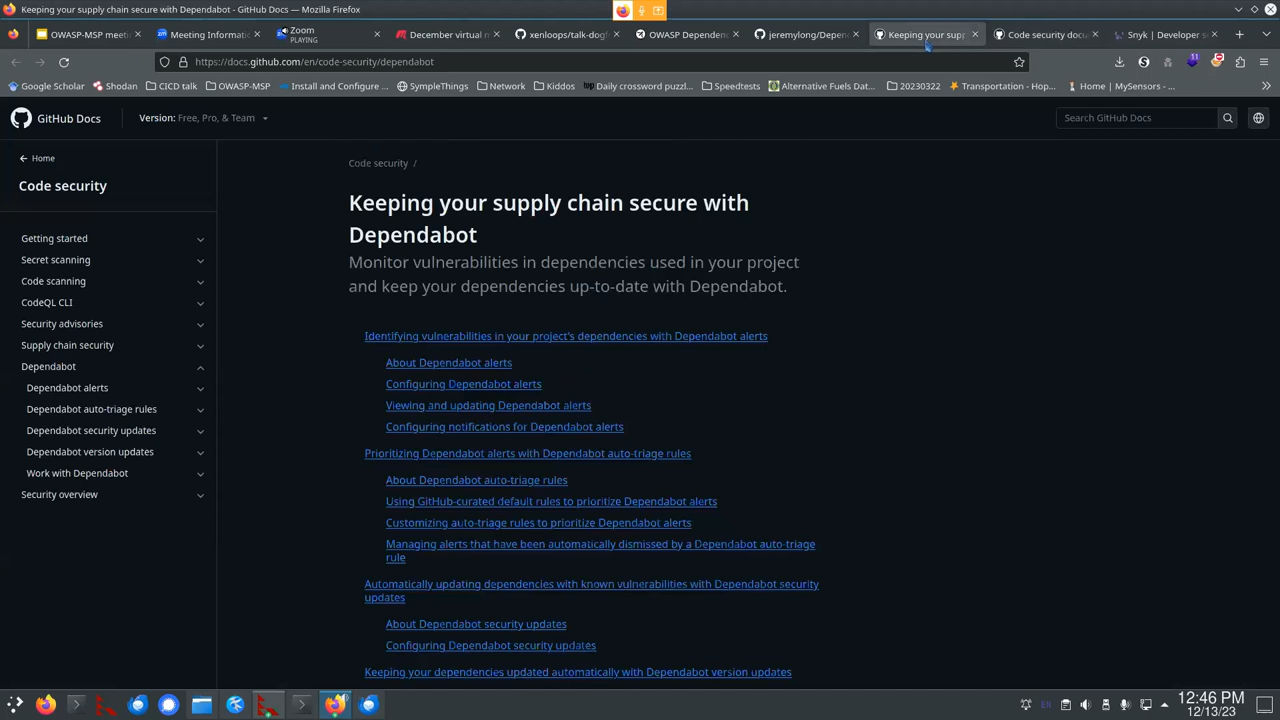 Keeping your supply chain secure with Dependabot - GitHub Docs — Mozilla Firefox
OWASP-MSP meeti
Meeting Informatic
Zoom
PLAYING
December virtual m
xenloops/talk-dogf
OWASP Dependenc
jeremylong/Depen
Keeping your supp
Code security docu
Snyk | Developer se
https://docs.github.com/en/code-security/dependabot
Google Scholar
Shodan
CICD talk
OWASP-MSP
Install and Configure ...
SympleThings
Network
Kiddos
Daily crossword puzzl...
Speedtests
Alternative Fuels Dat...
20230322
Transportation - Hop...
Home | MySensors - ...
GitHub Docs
Version: Free, Pro, & Team
Search GitHub Docs
Home
Code security
Getting started
Secret scanning
Code scanning
CodeQL CLI
Security advisories
Supply chain security
Dependabot
Dependabot alerts
Dependabot auto-triage rules
Dependabot security updates
Dependabot version updates
Work with Dependabot
Security overview
Code security /
Keeping your supply chain secure with
Dependabot
Monitor vulnerabilities in dependencies used in your project
and keep your dependencies up-to-date with Dependabot.
Identifying vulnerabilities in your project's dependencies with Dependabot alerts
About Dependabot alerts
Configuring Dependabot alerts
Viewing and updating Dependabot alerts
Configuring notifications for Dependabot alerts
Prioritizing Dependabot alerts with Dependabot auto-triage rules
About Dependabot auto-triage rules
Using GitHub-curated default rules to prioritize Dependabot alerts
Customizing auto-triage rules to prioritize Dependabot alerts
Managing alerts that have been automatically dismissed by a Dependabot auto-triage
rule
Automatically updating dependencies with known vulnerabilities with Dependabot security
updates
About Dependabot security updates
Configuring Dependabot security updates
Keeping your dependencies updated automatically with Dependabot version updates
EN
12:46 PM
12/13/23